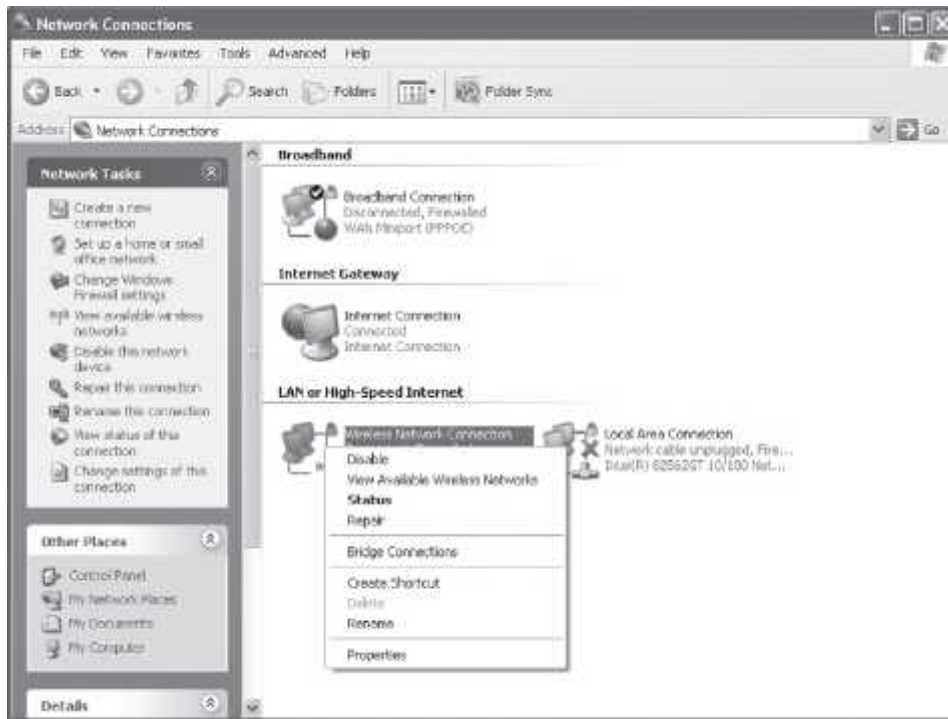 Network Connections
File Edit View Favorites Tools Advanced Help
Back Search Folders Folder Sync
Address Network Connections Go
Network Tasks
Create a new
connection
Set up a home or small
office network
Change Windows
Firewall settings
View available wireless
networks
Disable this network
device
Repair this connection
Rename this connection
View status of this
connection
Change settings of this
connection
Other Places
Control Panel
My Network Places
My Documents
My Computer
Details
Broadband
Broadband Connection
Disconnected, Firewalled
WAN Miniport (PPPOE)
Internet Gateway
Internet Connection
Connected
Internet Connection
LAN or High-Speed Internet
Wireless Network Connection
Disable
View Available Wireless Networks
Status
Repair
Bridge Connections
Create Shortcut
Delete
Rename
Properties
Local Area Connection
Network cable unplugged, Fire...
Intel(R) 82562GT 10/100 Net...